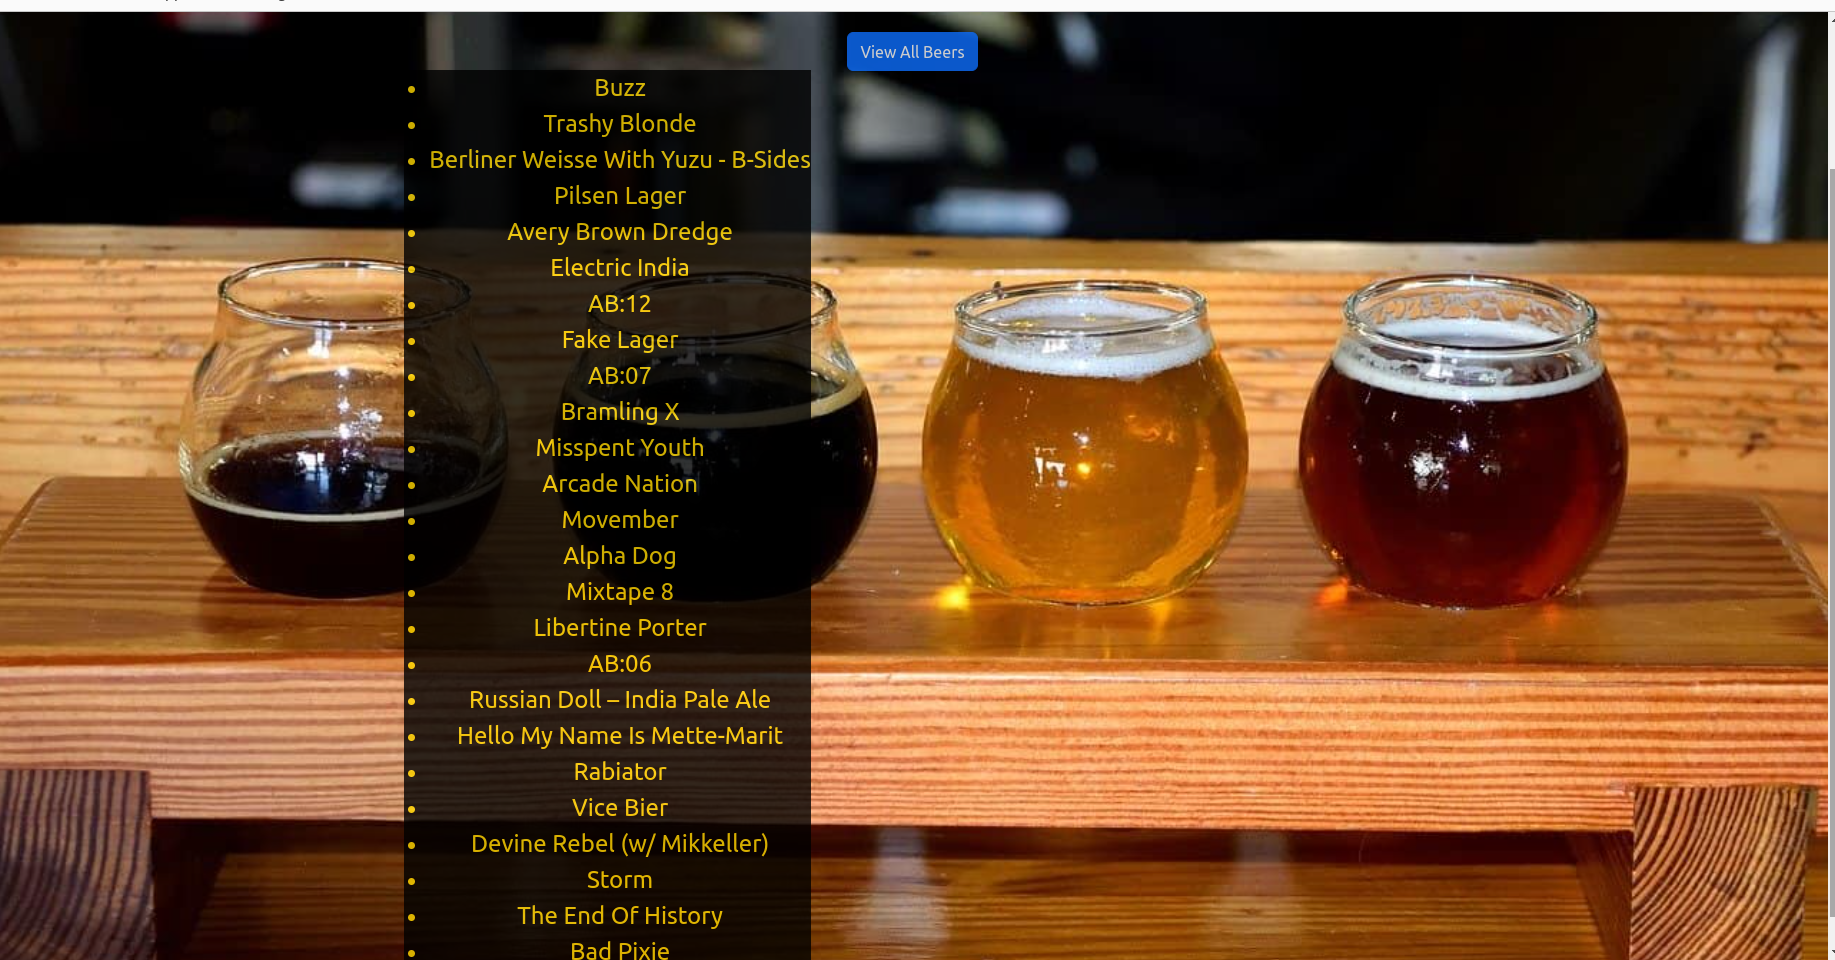 View All Beers
Buzz
Trashy Blonde
Berliner Weisse With Yuzu - B-Sides
Pilsen Lager
Avery Brown Dredge
Electric India
AB:12
Fake Lager
AB:07
Bramling X
Misspent Youth
Arcade Nation
Movember
Alpha Dog
Mixtape 8
Libertine Porter
AB:06
Russian Doll – India Pale Ale
Hello My Name Is Mette-Marit
Rabiator
Vice Bier
Devine Rebel (w/ Mikkeller)
Storm
The End Of History
Bad Pixie